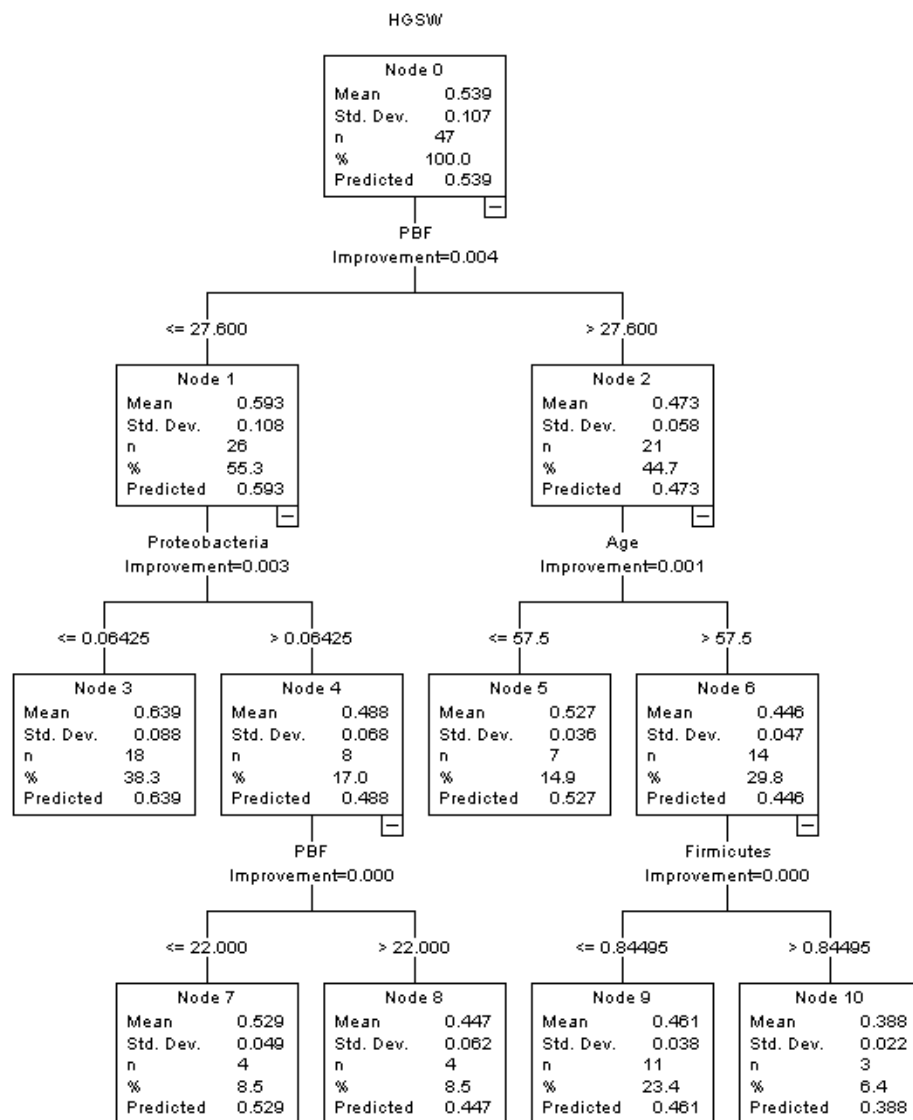 HGSW
Node 0
Mean 0.539
Std. Dev. 0.107
n 47
% 100.0
Predicted 0.539
PBF
Improvement=0.004
<= 27.600
> 27.600
Node 1
Mean 0.593
Std. Dev. 0.108
n 26
% 55.3
Predicted 0.593
Node 2
Mean 0.473
Std. Dev. 0.058
n 21
% 44.7
Predicted 0.473
Proteobacteria
Improvement=0.003
Age
Improvement=0.001
<= 0.06425
> 0.06425
<= 57.5
> 57.5
Node 3
Mean 0.639
Std. Dev. 0.088
n 18
% 38.3
Predicted 0.639
Node 4
Mean 0.488
Std. Dev. 0.068
n 8
% 17.0
Predicted 0.488
Node 5
Mean 0.527
Std. Dev. 0.036
n 7
% 14.9
Predicted 0.527
Node 6
Mean 0.446
Std. Dev. 0.047
n 14
% 29.8
Predicted 0.446
PBF
Improvement=0.000
Firmicutes
Improvement=0.000
<= 22.000
> 22.000
<= 0.84495
> 0.84495
Node 7
Mean 0.529
Std. Dev. 0.049
n 4
% 8.5
Predicted 0.529
Node 8
Mean 0.447
Std. Dev. 0.062
n 4
% 8.5
Predicted 0.447
Node 9
Mean 0.461
Std. Dev. 0.038
n 11
% 23.4
Predicted 0.461
Node 10
Mean 0.388
Std. Dev. 0.022
n 3
% 6.4
Predicted 0.388